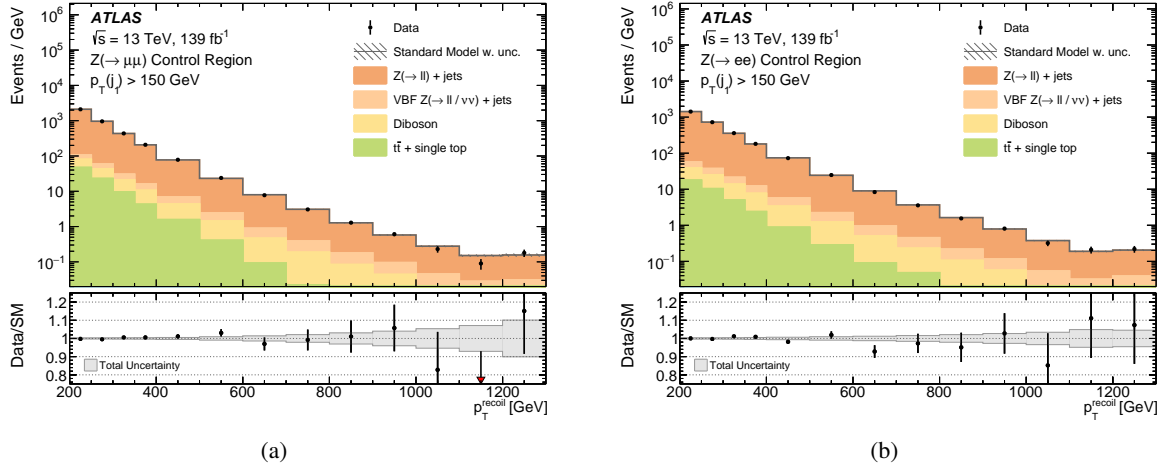 ATLAS
√s = 13 TeV, 139 fb⁻¹
Z(→ μμ) Control Region
p_T(j_1) > 150 GeV
Data
Standard Model w. unc.
Z(→ ll) + jets
VBF Z(→ ll / νν) + jets
Diboson
tt̄ + single top
Events / GeV
10⁶
10⁵
10⁴
10³
10²
10
1
10⁻¹
Data/SM
1.2
1.1
1.0
0.9
0.8
Total Uncertainty
200 400 600 800 1000 1200
p_T^recoil [GeV]
(a)
ATLAS
√s = 13 TeV, 139 fb⁻¹
Z(→ ee) Control Region
p_T(j_1) > 150 GeV
Data
Standard Model w. unc.
Z(→ ll) + jets
VBF Z(→ ll / νν) + jets
Diboson
tt̄ + single top
Events / GeV
10⁶
10⁵
10⁴
10³
10²
10
1
10⁻¹
Data/SM
1.2
1.1
1.0
0.9
0.8
Total Uncertainty
200 400 600 800 1000 1200
p_T^recoil [GeV]
(b)